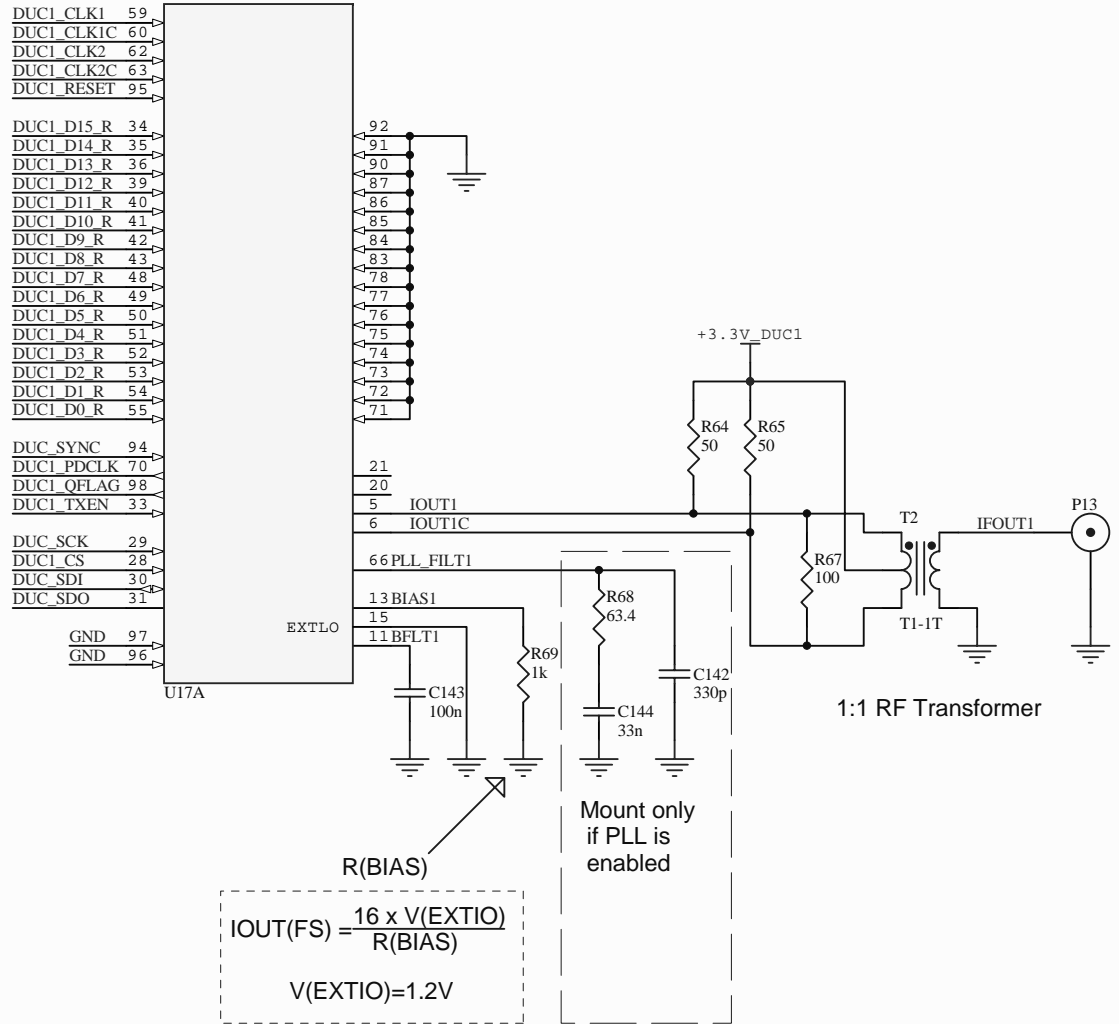 DUC1_CLK1 59
DUC1_CLK1C 60
DUC1_CLK2 62
DUC1_CLK2C 63
DUC1_RESET 95
DUC1_D15_R 34
DUC1_D14_R 35
DUC1_D13_R 36
DUC1_D12_R 39
DUC1_D11_R 40
DUC1_D10_R 41
DUC1_D9_R 42
DUC1_D8_R 43
DUC1_D7_R 48
DUC1_D6_R 49
DUC1_D5_R 50
DUC1_D4_R 51
DUC1_D3_R 52
DUC1_D2_R 53
DUC1_D1_R 54
DUC1_D0_R 55
DUC_SYNC 94
DUC1_PDCLK 70
DUC1_QFLAG 98
DUC1_TXEN 33
DUC_SCK 29
DUC1_CS 28
DUC_SDI 30
DUC_SDO 31
GND 97
GND 96
U17A
EXTLO
92
91
90
87
86
85
84
83
78
77
76
75
74
73
72
71
21
20
5 IOUT1
6 IOUT1C
66 PLL_FILT1
13 BIAS1
15
11 BFLT1
C143
100n
R69
1k
R68
63.4
C144
33n
C142
330p
+3.3V_DUC1
R64
50
R65
50
R67
100
T2
T1-1T
IFOUT1
P13
1:1 RF Transformer
Mount only
if PLL is
enabled
R(BIAS)
IOUT(FS) = 16 x V(EXTIO)
R(BIAS)
V(EXTIO)=1.2V